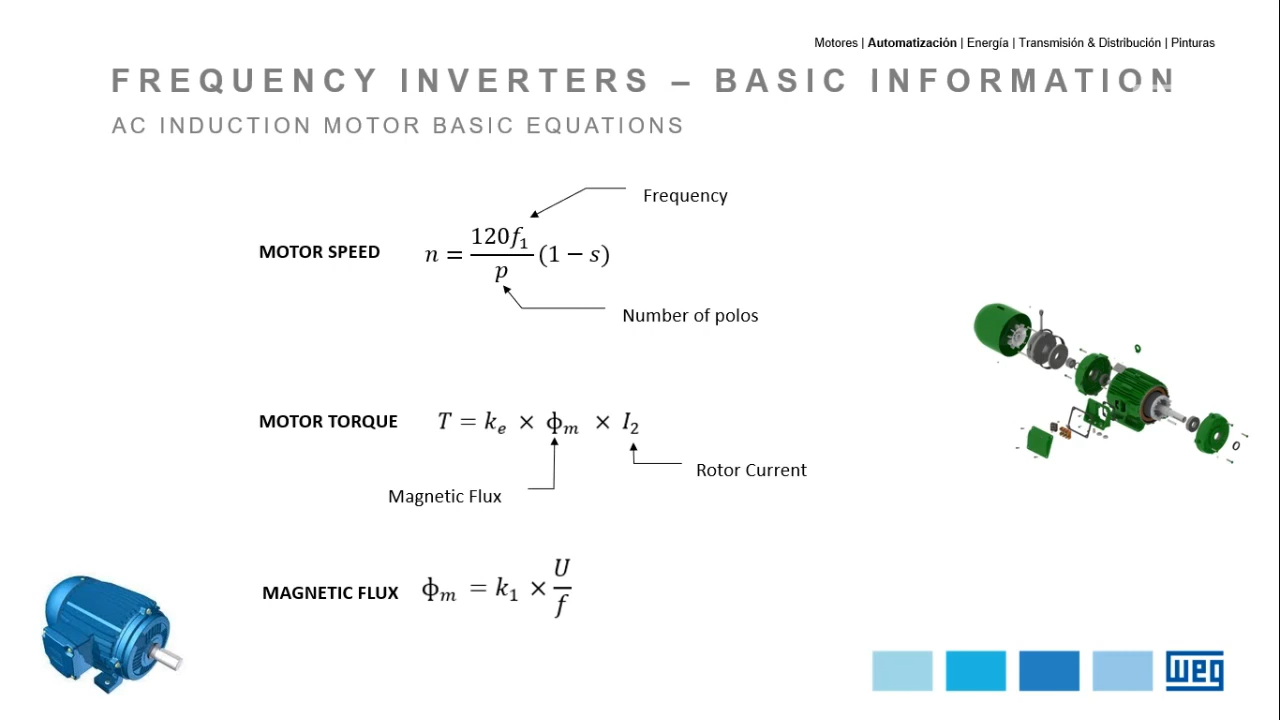 Motores | Automatización | Energía | Transmisión & Distribución | Pinturas
FREQUENCY INVERTERS – BASIC INFORMATION
AC INDUCTION MOTOR BASIC EQUATIONS
Frequency
MOTOR SPEED n = 120f₁/p (1 − s)
Number of polos
MOTOR TORQUE T = kₑ × ϕₘ × I₂
Rotor Current
Magnetic Flux
MAGNETIC FLUX ϕₘ = k₁ × U/f
weg